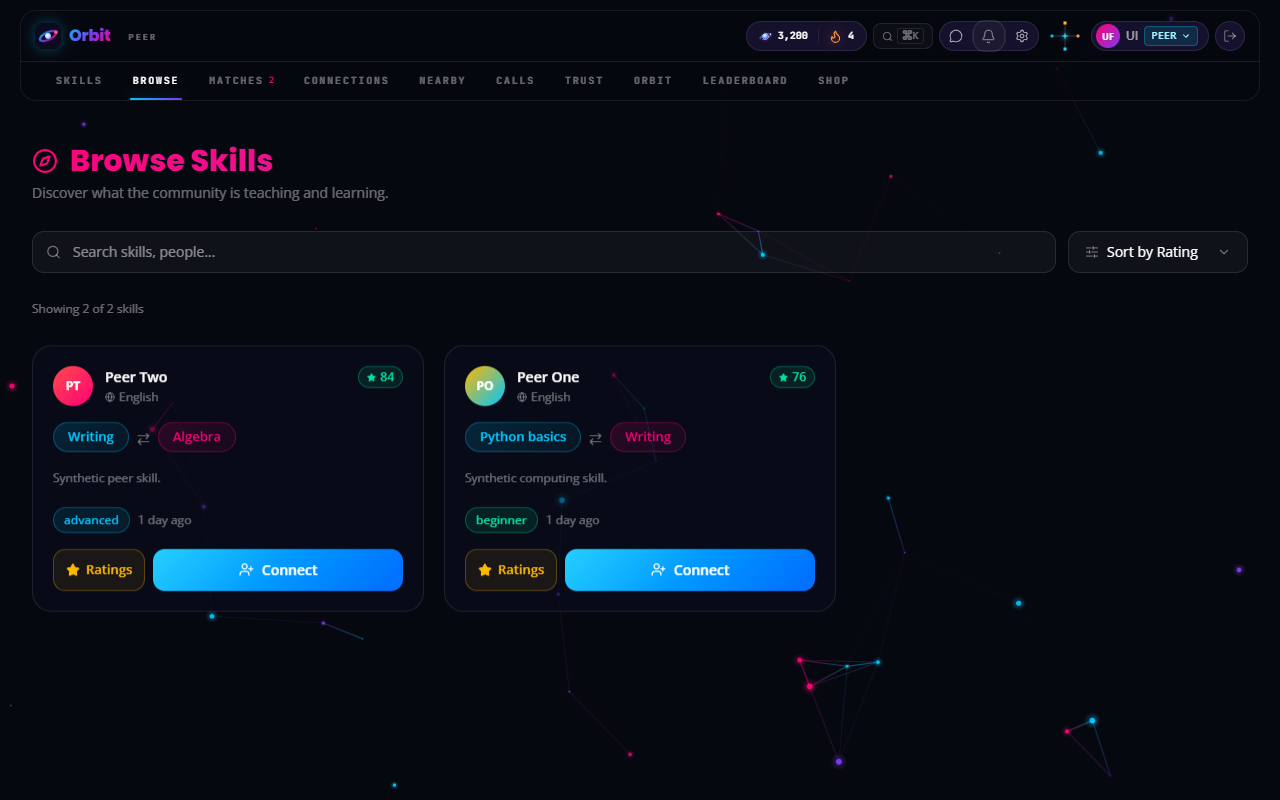 Orbit PEER 3,200 4 ⌘K UF UI PEER
SKILLS BROWSE MATCHES 2 CONNECTIONS NEARBY CALLS TRUST ORBIT LEADERBOARD SHOP
Browse Skills
Discover what the community is teaching and learning.
Search skills, people... Sort by Rating
Showing 2 of 2 skills
PT Peer Two 84
English
Writing Algebra
Synthetic peer skill.
advanced 1 day ago
Ratings Connect
PO Peer One 76
English
Python basics Writing
Synthetic computing skill.
beginner 1 day ago
Ratings Connect